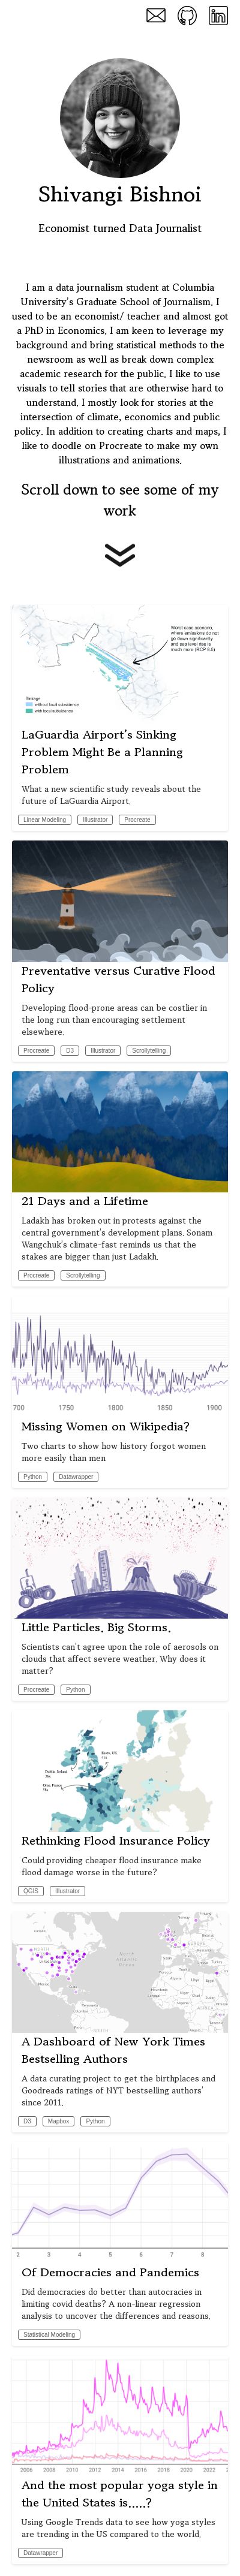 Shivangi Bishnoi
Economist turned Data Journalist
I am a data journalism student at Columbia
University's Graduate School of Journalism. I
used to be an economist/ teacher and almost got
a PhD in Economics. I am keen to leverage my
background and bring statistical methods to the
newsroom as well as break down complex
academic research for the public. I like to use
visuals to tell stories that are otherwise hard to
understand. I mostly look for stories at the
intersection of climate, economics and public
policy. In addition to creating charts and maps, I
like to doodle on Procreate to make my own
illustrations and animations.
Scroll down to see some of my
work
Worst case scenario,
where emissions do not
go down significantly
and sea level rise is
much more (RCP 8.5)
without local subsidence
with local subsidence
LaGuardia Airport's Sinking
Problem Might Be a Planning
Problem
What a new scientific study reveals about the
future of LaGuardia Airport.
Linear Modeling Illustrator Procreate
Preventative versus Curative Flood
Policy
Developing flood-prone areas can be costlier in
the long run than encouraging settlement
elsewhere.
Procreate D3 Illustrator Scrollytelling
21 Days and a Lifetime
Ladakh has broken out in protests against the
central government's development plans. Sonam
Wangchuk's climate-fast reminds us that the
stakes are bigger than just Ladakh.
Procreate Scrollytelling
700 1750 1800 1850 1900
Missing Women on Wikipedia?
Two charts to show how history forgot women
more easily than men
Python Datawrapper
Little Particles. Big Storms.
Scientists can't agree upon the role of aerosols on
clouds that affect severe weather. Why does it
matter?
Procreate Python
Rethinking Flood Insurance Policy
Could providing cheaper flood insurance make
flood damage worse in the future?
QGIS Illustrator
North
Atlantic
Ocean
A Dashboard of New York Times
Bestselling Authors
A data curating project to get the birthplaces and
Goodreads ratings of NYT bestselling authors'
since 2011.
D3 Mapbox Python
2 3 4 5 6 7 8
Of Democracies and Pandemics
Did democracies do better than autocracies in
limiting covid deaths? A non-linear regression
analysis to uncover the differences and reasons.
Statistical Modeling
2006 2008 2010 2012 2014 2016 2018 2020 2022
And the most popular yoga style in
the United States is.....?
Using Google Trends data to see how yoga styles
are trending in the US compared to the world.
Datawrapper